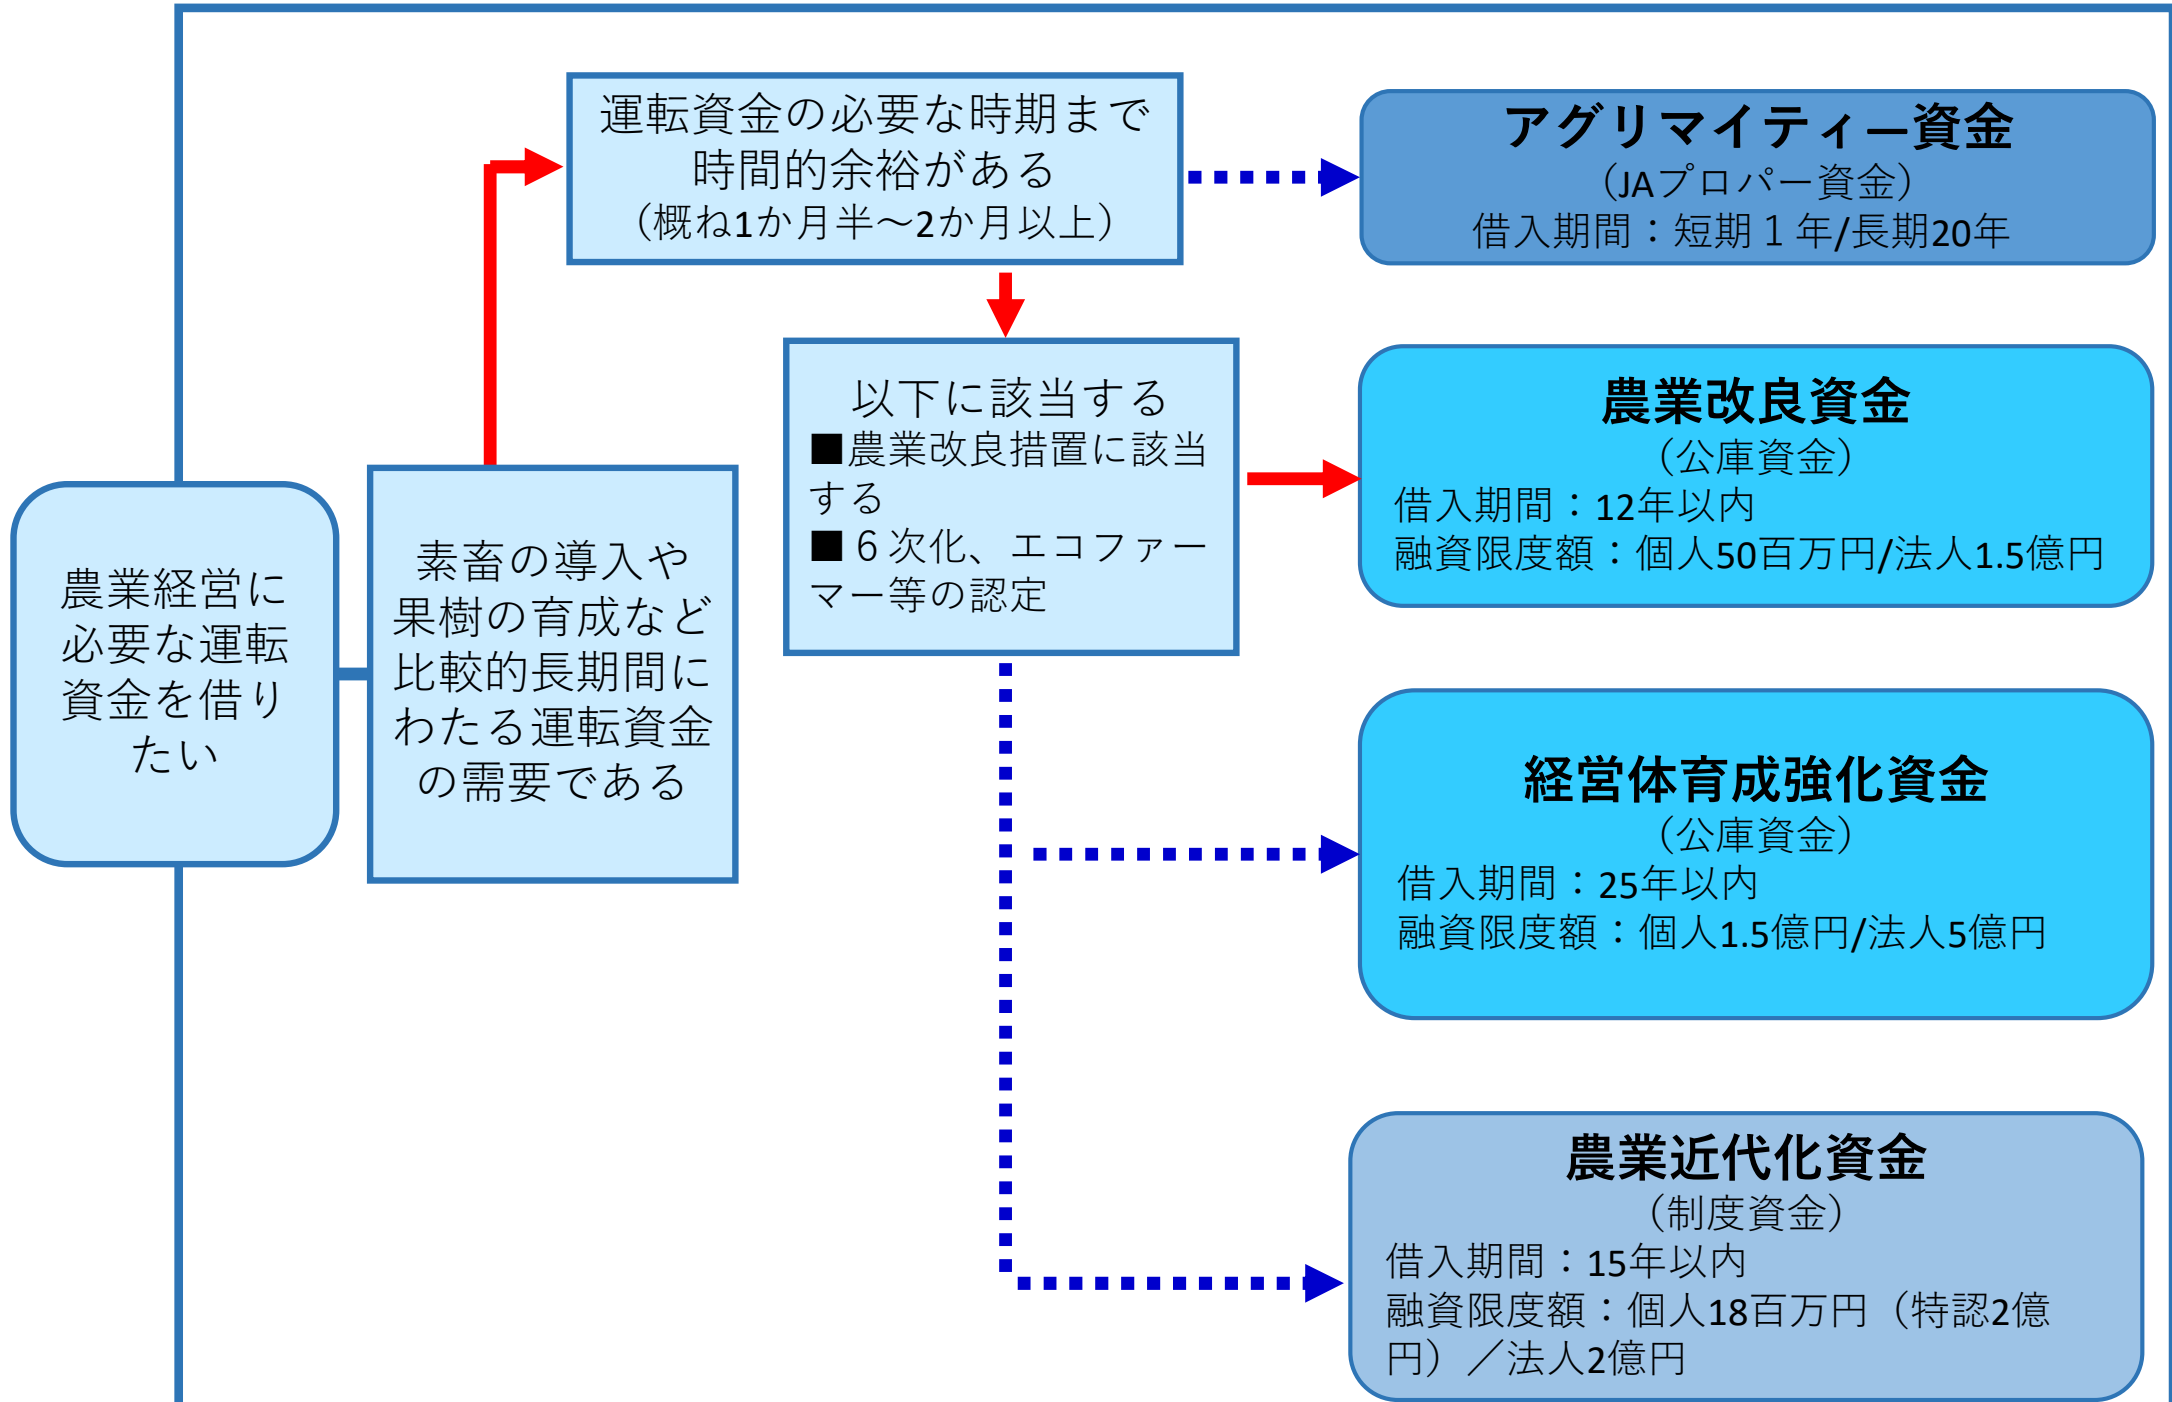 農業経営に
必要な運転
資金を借り
たい
素畜の導入や
果樹の育成など
比較的長期間に
わたる運転資金
の需要である
運転資金の必要な時期まで
時間的余裕がある
（概ね1か月半～2か月以上）
以下に該当する
■農業改良措置に該当
する
■６次化、エコファー
マー等の認定
アグリマイティ―資金
（JAプロパー資金）
借入期間：短期１年/長期20年
農業改良資金
（公庫資金）
借入期間：12年以内
融資限度額：個人50百万円/法人1.5億円
経営体育成強化資金
（公庫資金）
借入期間：25年以内
融資限度額：個人1.5億円/法人5億円
農業近代化資金
（制度資金）
借入期間：15年以内
融資限度額：個人18百万円（特認2億
円）／法人2億円